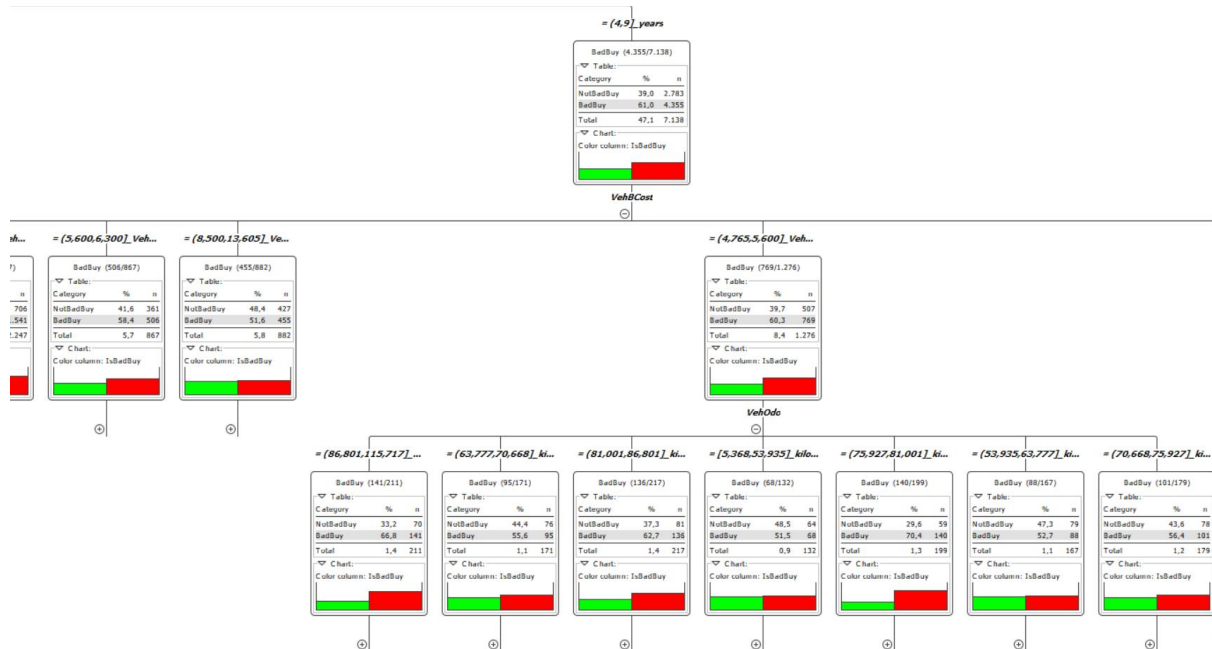 = (4,9]_years
BadBuy (4.355/7.138)
Table:
Category % n
NotBadBuy 39,0 2.783
BadBuy 61,0 4.355
Total 47,1 7.138
Chart:
Color column: IsBadBuy
VehBCost
eh...
7)
n
706
.541
2.247
= (5,600,6,300]_Veh...
BadBuy (506/867)
Table:
Category % n
NotBadBuy 41,6 361
BadBuy 58,4 506
Total 5,7 867
Chart:
Color column: IsBadBuy
= (8,500,13,605]_Ve...
BadBuy (455/882)
Table:
Category % n
NotBadBuy 48,4 427
BadBuy 51,6 455
Total 5,8 882
Chart:
Color column: IsBadBuy
= (4,765,5,600]_Veh...
BadBuy (769/1.276)
Table:
Category % n
NotBadBuy 39,7 507
BadBuy 60,3 769
Total 8,4 1.276
Chart:
Color column: IsBadBuy
VehOdo
= (86,801,115,717]_...
BadBuy (141/211)
Table:
Category % n
NotBadBuy 33,2 70
BadBuy 66,8 141
Total 1,4 211
Chart:
Color column: IsBadBuy
= (63,777,70,668]_ki...
BadBuy (95/171)
Table:
Category % n
NotBadBuy 44,4 76
BadBuy 55,6 95
Total 1,1 171
Chart:
Color column: IsBadBuy
= (81,001,86,801]_ki...
BadBuy (136/217)
Table:
Category % n
NotBadBuy 37,3 81
BadBuy 62,7 136
Total 1,4 217
Chart:
Color column: IsBadBuy
= [5,368,53,935]_kilo...
BadBuy (68/132)
Table:
Category % n
NotBadBuy 48,5 64
BadBuy 51,5 68
Total 0,9 132
Chart:
Color column: IsBadBuy
= (75,927,81,001]_ki...
BadBuy (140/199)
Table:
Category % n
NotBadBuy 29,6 59
BadBuy 70,4 140
Total 1,3 199
Chart:
Color column: IsBadBuy
= (53,935,63,777]_ki...
BadBuy (88/167)
Table:
Category % n
NotBadBuy 47,3 79
BadBuy 52,7 88
Total 1,1 167
Chart:
Color column: IsBadBuy
= (70,668,75,927]_ki...
BadBuy (101/179)
Table:
Category % n
NotBadBuy 43,6 78
BadBuy 56,4 101
Total 1,2 179
Chart:
Color column: IsBadBuy